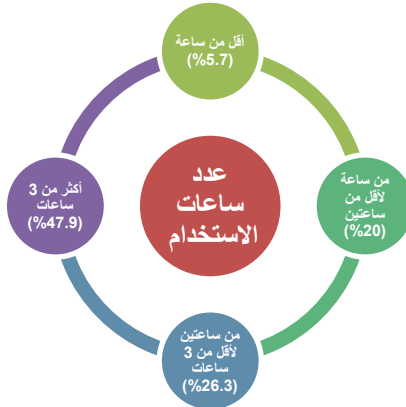 أقل من ساعة
(%5.7)
من ساعة
لأقل من
ساعتين
(%20)
من ساعتين
لأقل من 3
ساعات
(%26.3)
أكثر من 3
ساعات
(%47.9)
عدد
ساعات
الاستخدام